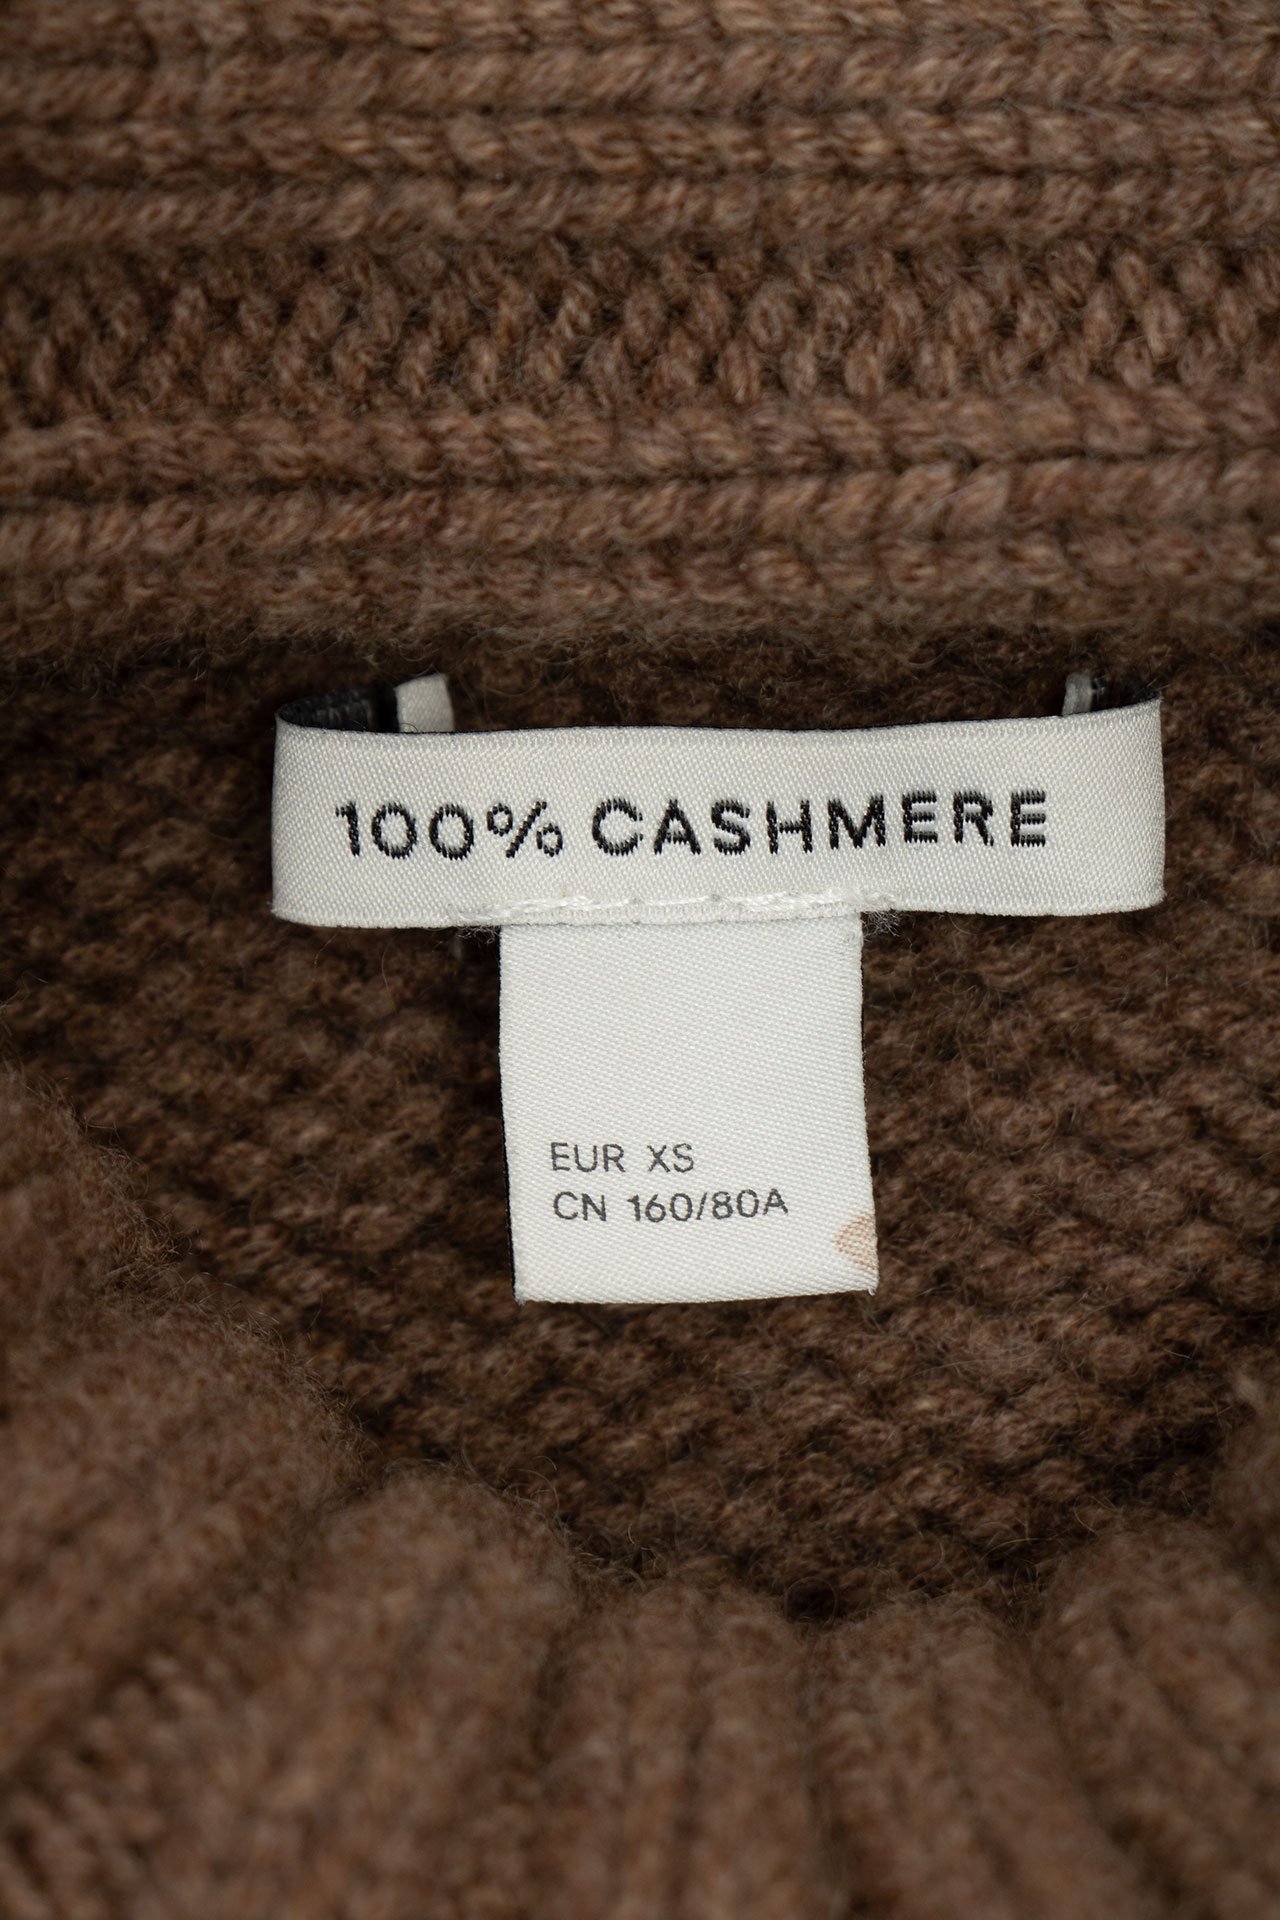 100% CASHMERE
EUR XS
CN 160/80A